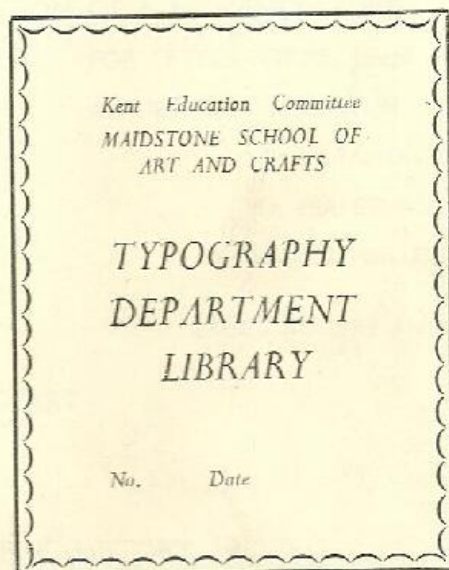 Kent Education Committee
MAIDSTONE SCHOOL OF
ART AND CRAFTS
TYPOGRAPHY
DEPARTMENT
LIBRARY
No. Date